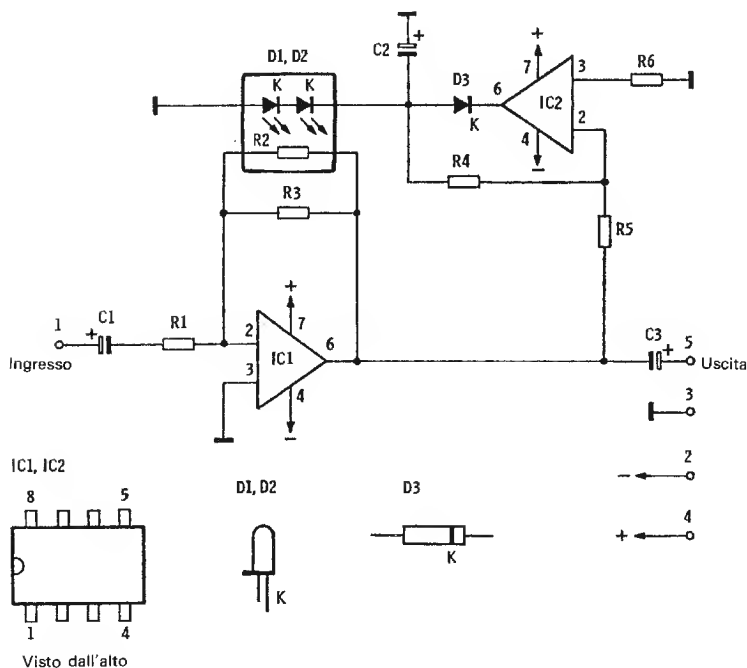 D1, D2
K K
R2
R3
C2 +
D3
K
6
+
7
IC2
4
−
3
2
R6
R4
R5
1
Ingresso
+ C1
R1
2
3
+
7
IC1
6
4
−
C3
+
5
Uscita
3
2
−
4
+
IC1, IC2
8 5
1 4
Visto dall'alto
D1, D2
K
D3
K